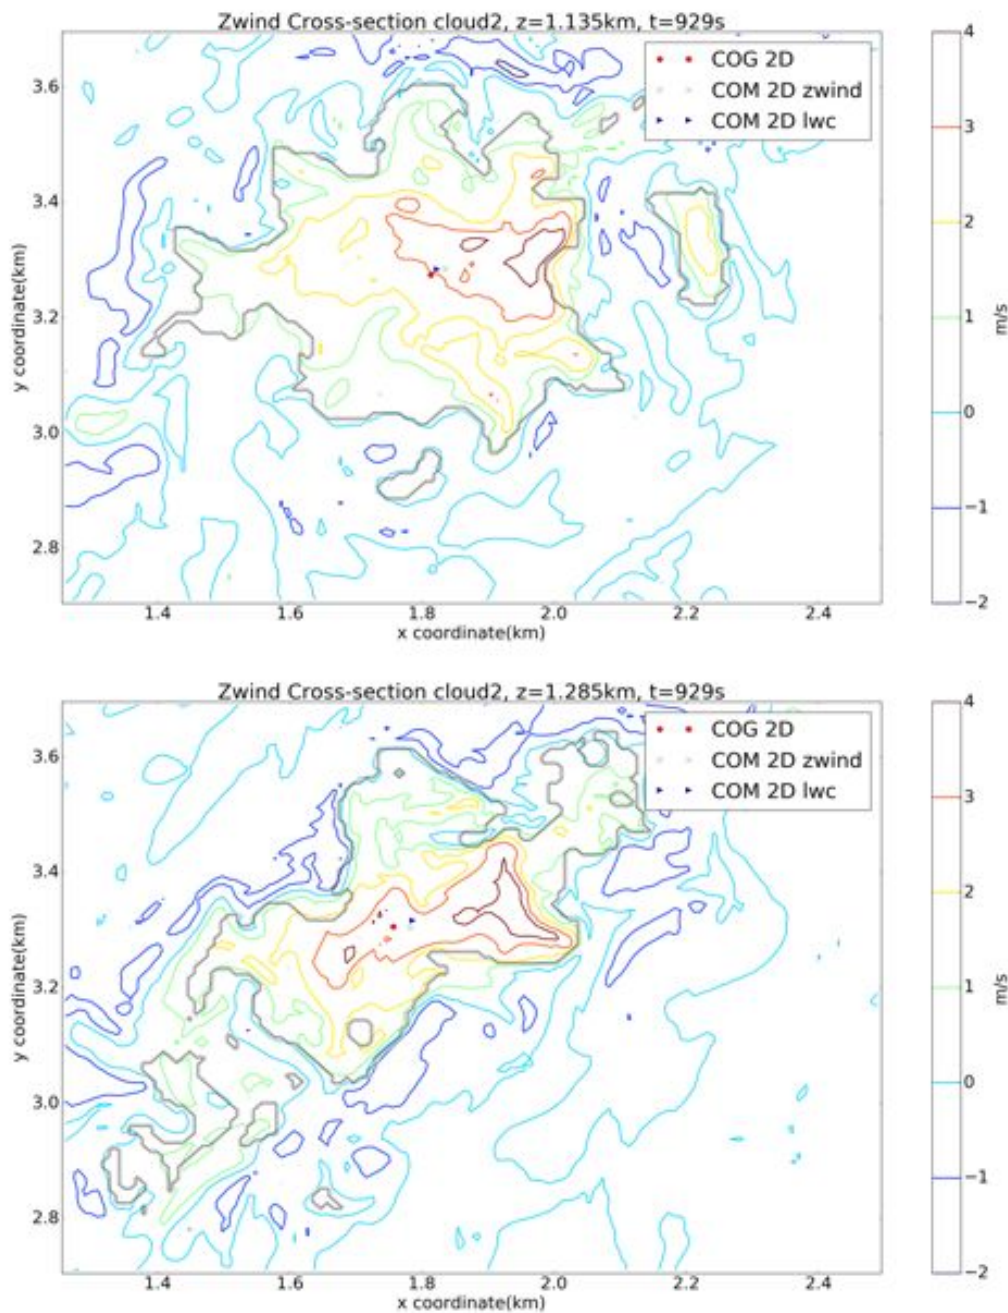 Zwind Cross-section cloud2, z=1.135km, t=929s
COG 2D
COM 2D zwind
COM 2D lwc
3.6
3.4
3.2
3.0
2.8
y coordinate(km)
1.4 1.6 1.8 2.0 2.2 2.4
x coordinate(km)
4
3
2
1
0
−1
−2
m/s
Zwind Cross-section cloud2, z=1.285km, t=929s
COG 2D
COM 2D zwind
COM 2D lwc
3.6
3.4
3.2
3.0
2.8
y coordinate(km)
1.4 1.6 1.8 2.0 2.2 2.4
x coordinate(km)
4
3
2
1
0
−1
−2
m/s